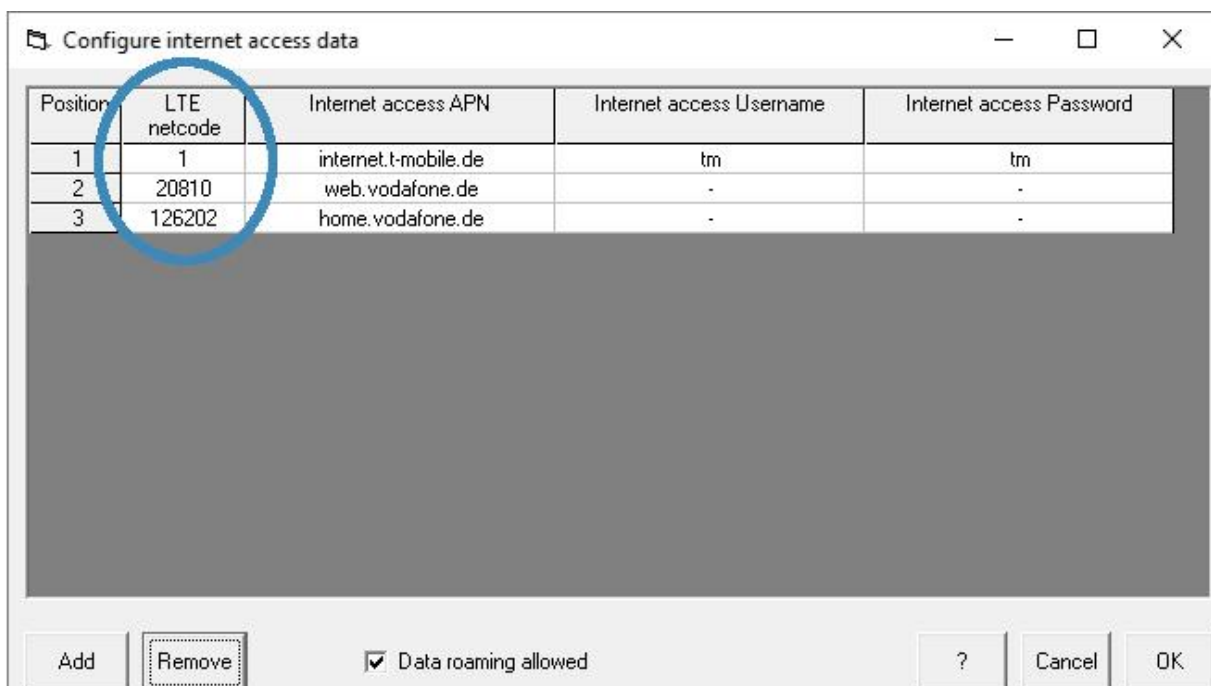 Configure internet access data
Position LTE netcode Internet access APN Internet access Username Internet access Password
1 1 internet.t-mobile.de tm tm
2 20810 web.vodafone.de - -
3 126202 home.vodafone.de - -
Add Remove Data roaming allowed ? Cancel OK